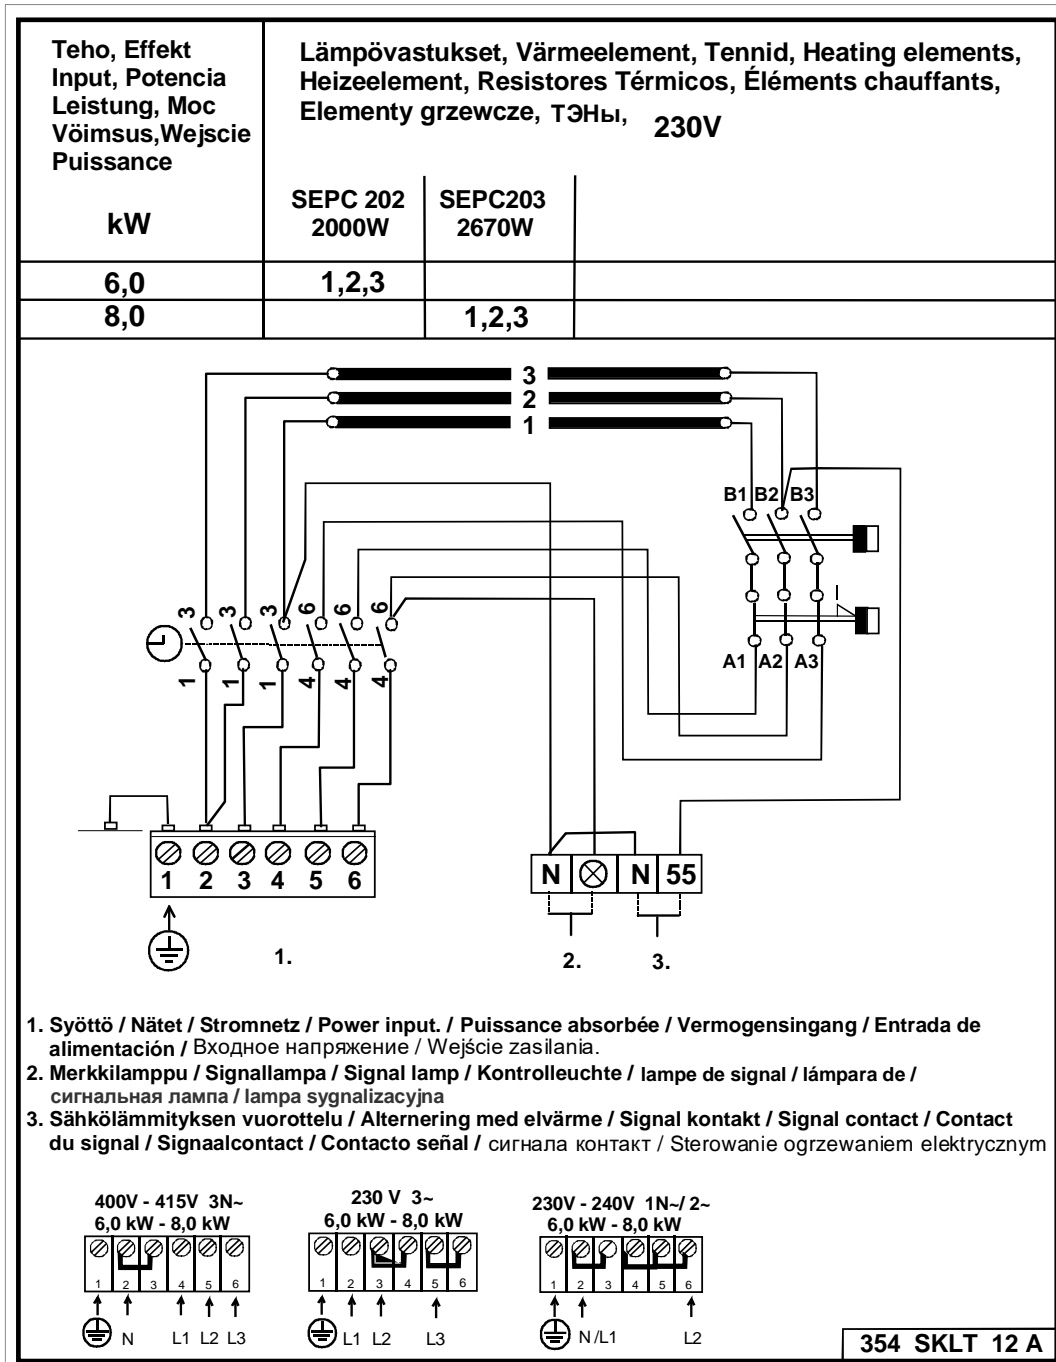 Teho, Effekt
Input, Potencia
Leistung, Moc
Vöimsus,Wejscie
Puissance
kW
Lämpövastukset, Värmeelement, Tennid, Heating elements,
Heizeelement, Resistores Térmicos, Éléments chauffants,
Elementy grzewcze, ТЭНы, 230V
SEPC 202
2000W
SEPC203
2670W
6,0 1,2,3
8,0 1,2,3
3
2
1
B1 B2 B3
3 3 3 6 6 6
1 1 1 4 4 4
A1 A2 A3
1 2 3 4 5 6
N N 55
1.
2. 3.
1. Syöttö / Nätet / Stromnetz / Power input. / Puissance absorbée / Vermogensingang / Entrada de
alimentación / Входное напряжение / Wejście zasilania.
2. Merkkilamppu / Signallampa / Signal lamp / Kontrolleuchte / lampe de signal / lámpara de /
сигнальная лампа / lampa sygnalizacyjna
3. Sähkölämmityksen vuorottelu / Alternering med elvärme / Signal kontakt / Signal contact / Contact
du signal / Signaalcontact / Contacto señal / сигнала контакт / Sterowanie ogrzewaniem elektrycznym
400V - 415V 3N~
6,0 kW - 8,0 kW
1 2 3 4 5 6
N L1 L2 L3
230 V 3~
6,0 kW - 8,0 kW
1 2 3 4 5 6
L1 L2 L3
230V - 240V 1N~/ 2~
6,0 kW - 8,0 kW
1 2 3 4 5 6
N /L1 L2
354 SKLT 12 A